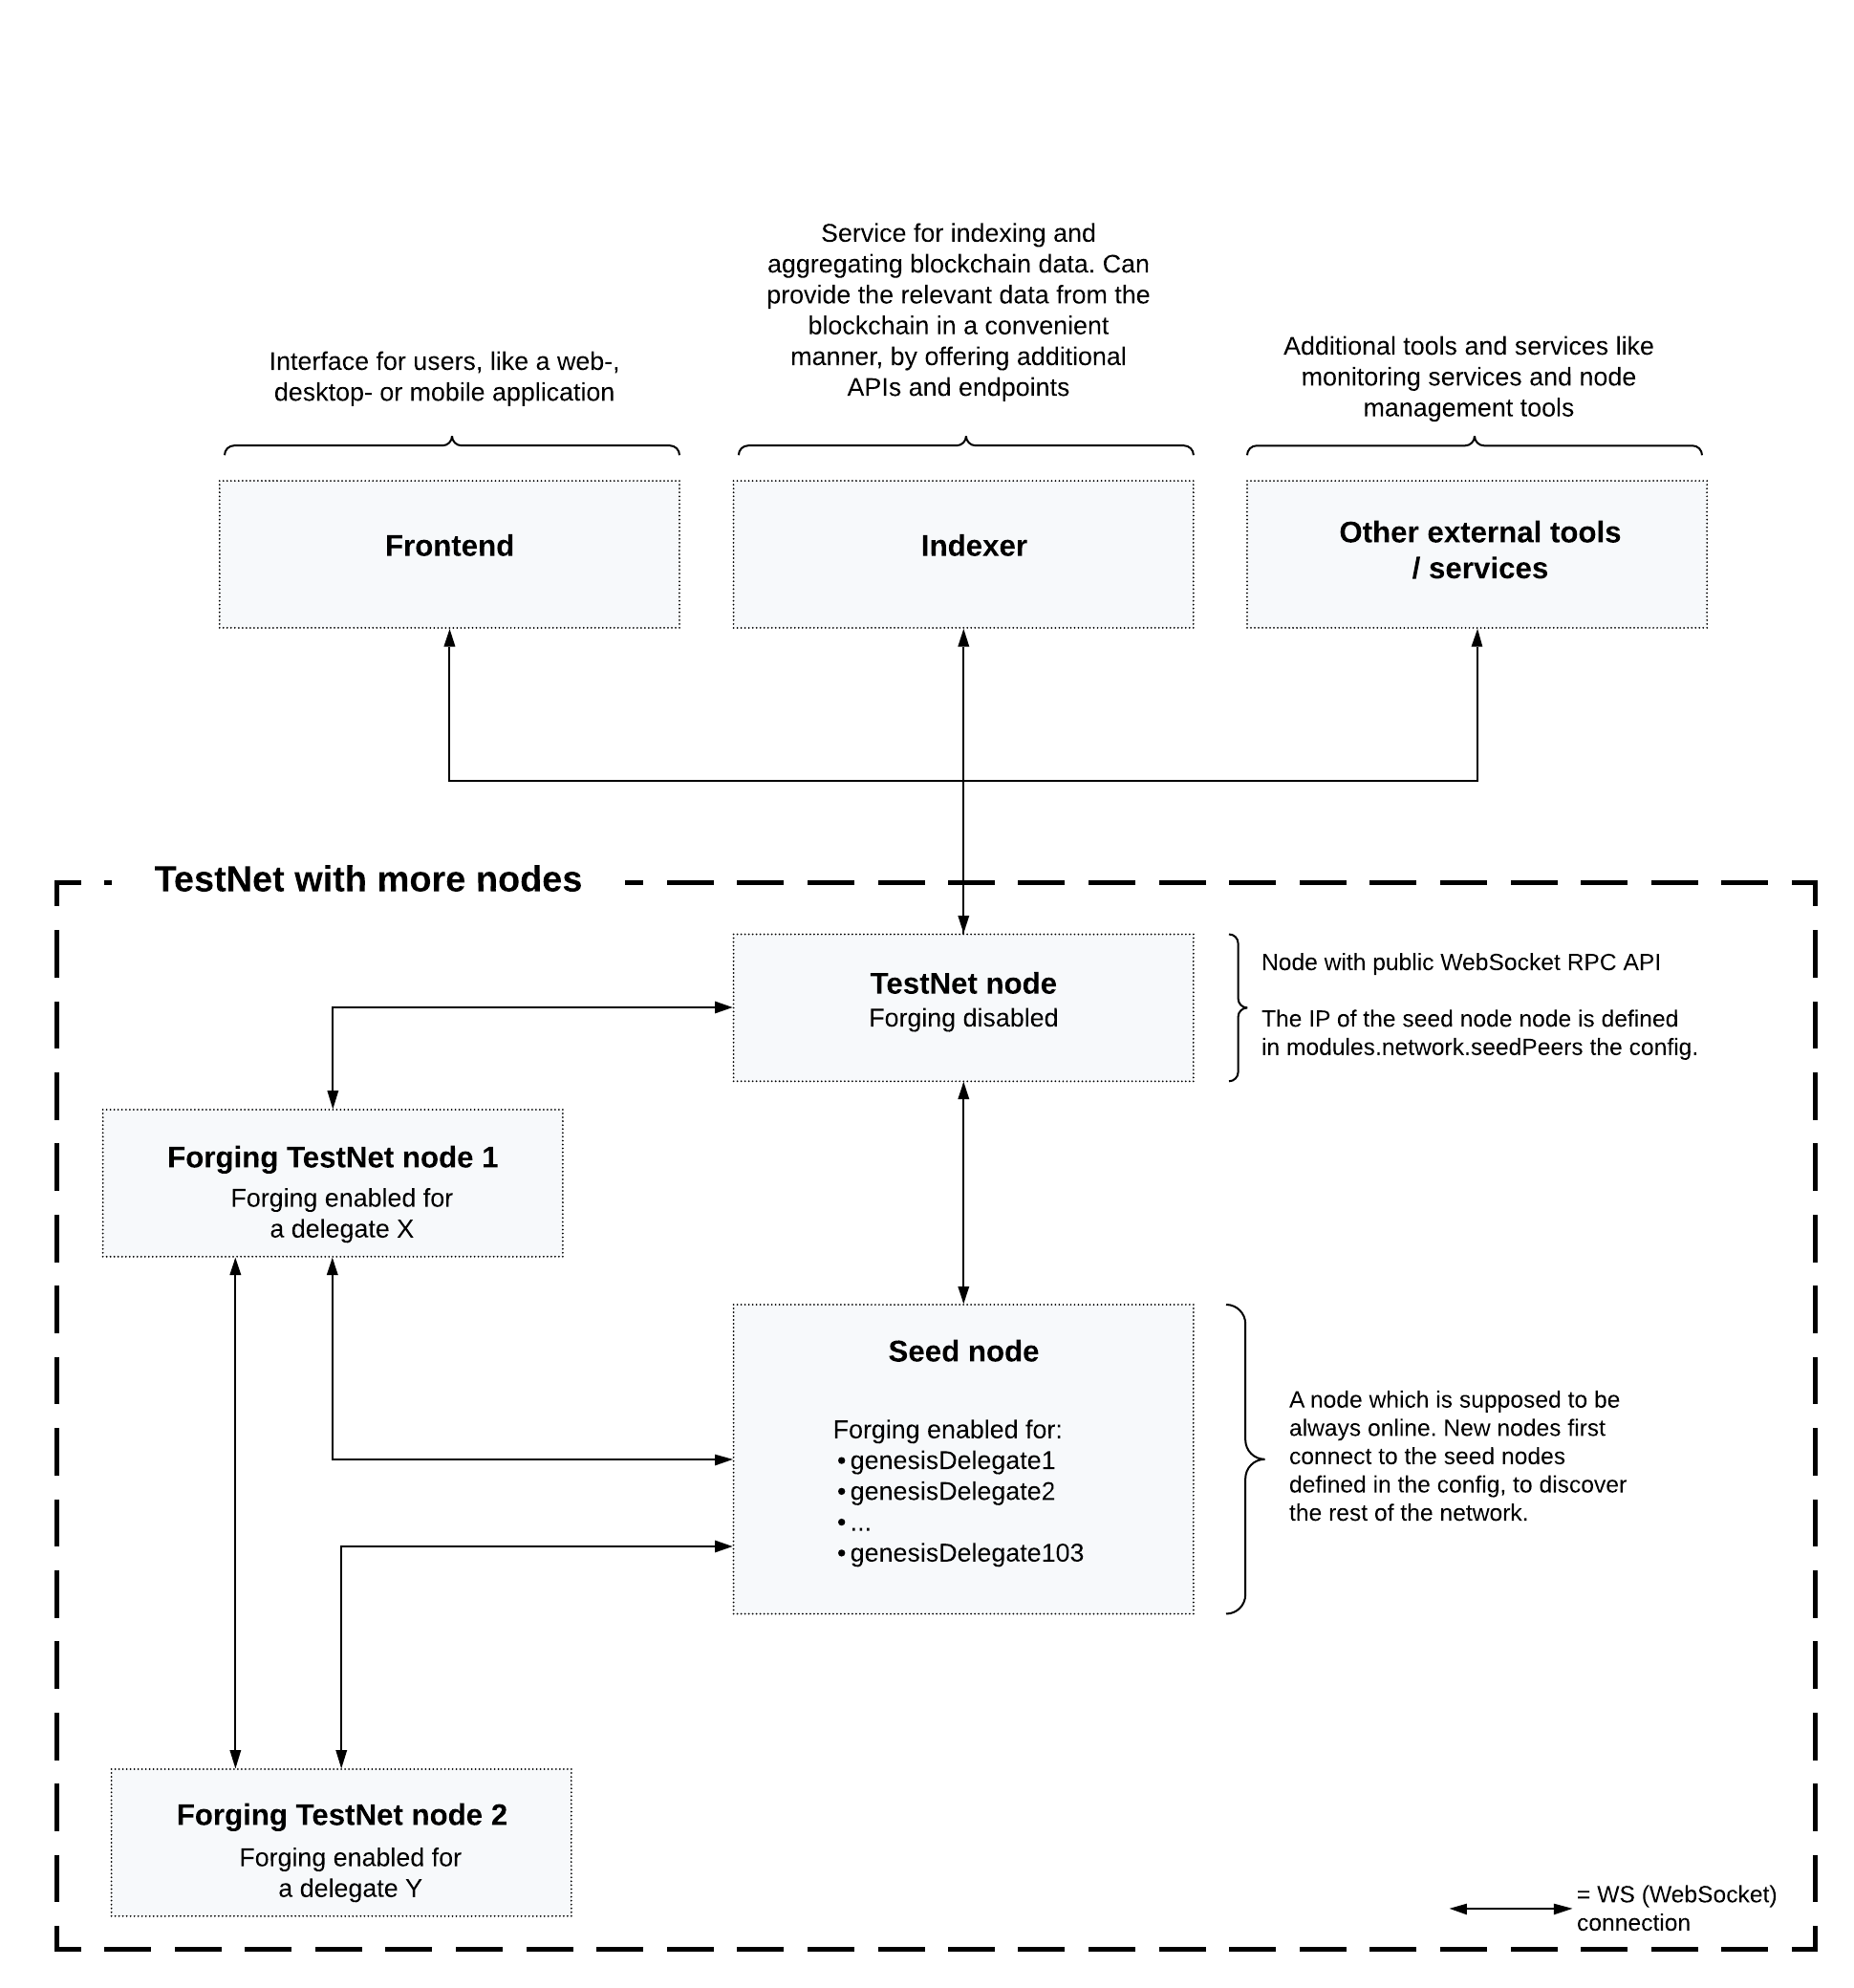 Service for indexing and
aggregating blockchain data. Can
provide the relevant data from the
blockchain in a convenient
manner, by offering additional
APIs and endpoints
Interface for users, like a web-,
desktop- or mobile application
Additional tools and services like
monitoring services and node
management tools
Frontend
Indexer
Other external tools
/ services
TestNet with more nodes
TestNet node
Forging disabled
Node with public WebSocket RPC API
The IP of the seed node node is defined
in modules.network.seedPeers the config.
Forging TestNet node 1
Forging enabled for
a delegate X
Seed node
Forging enabled for:
• genesisDelegate1
• genesisDelegate2
• ...
• genesisDelegate103
A node which is supposed to be
always online. New nodes first
connect to the seed nodes
defined in the config, to discover
the rest of the network.
Forging TestNet node 2
Forging enabled for
a delegate Y
= WS (WebSocket)
connection